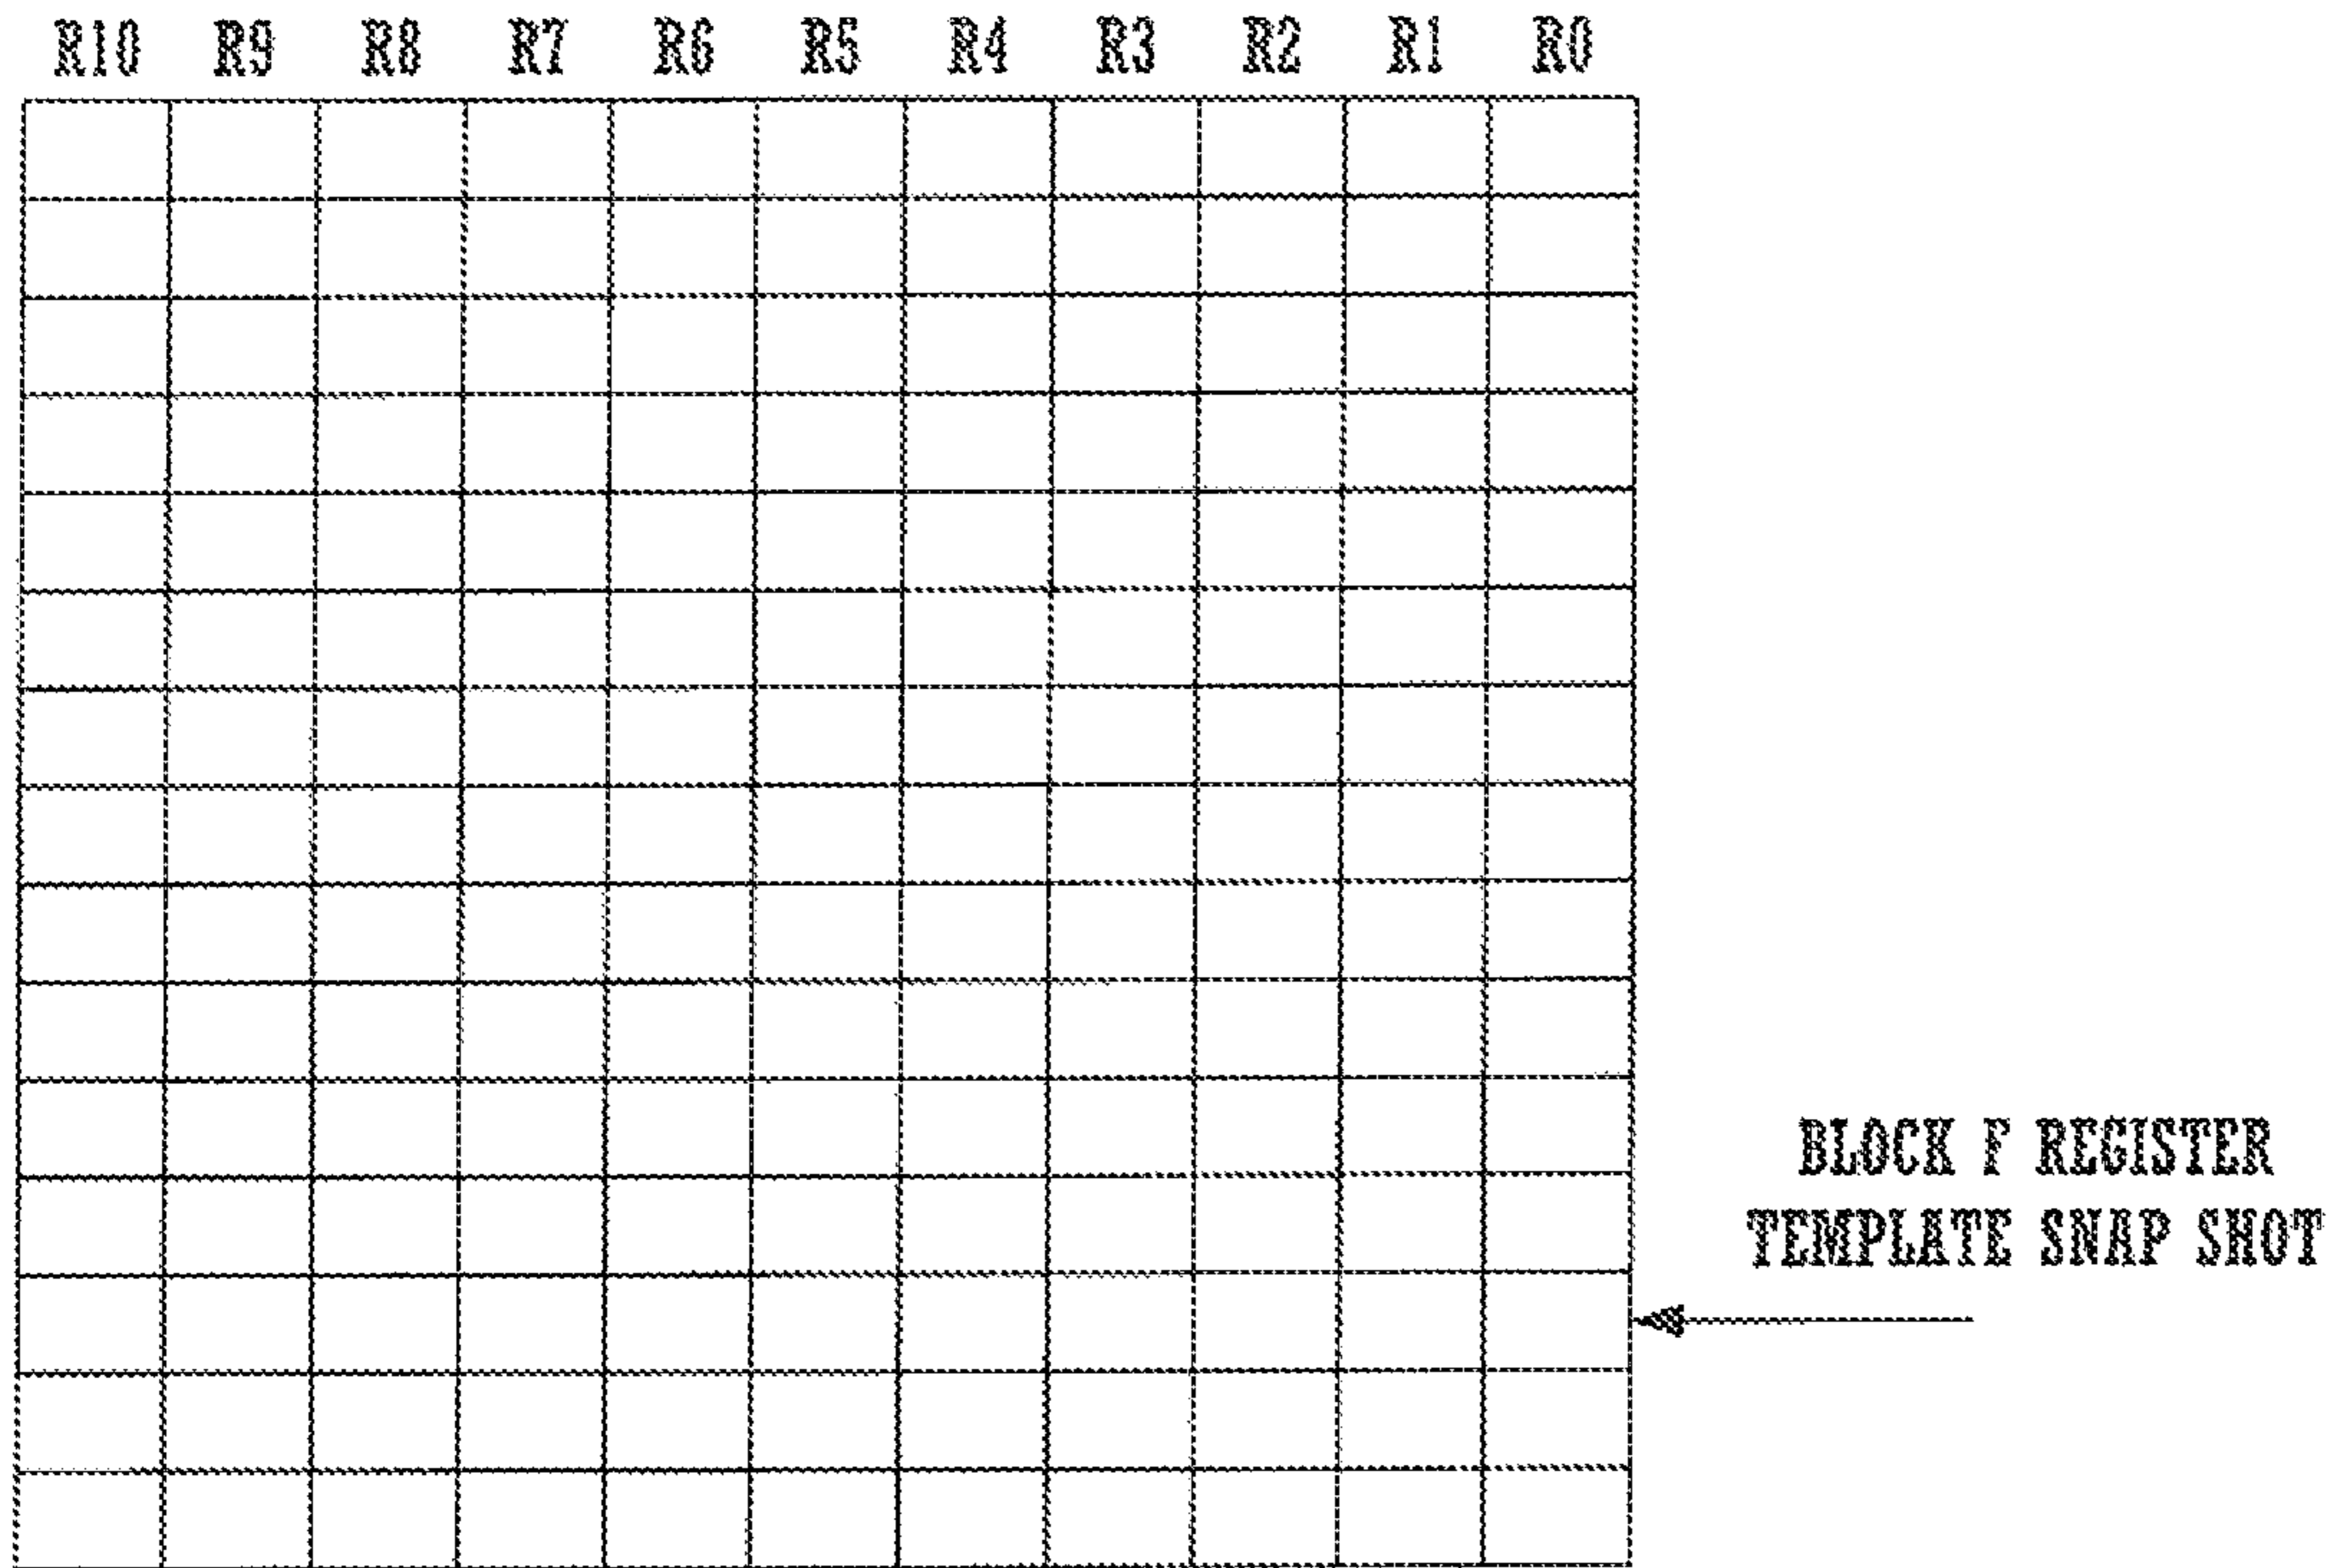 R10 R9 R8 R7 R6 R5 R4 R3 R2 R1 R0
BLOCK F REGISTER
TEMPLATE SNAP SHOT